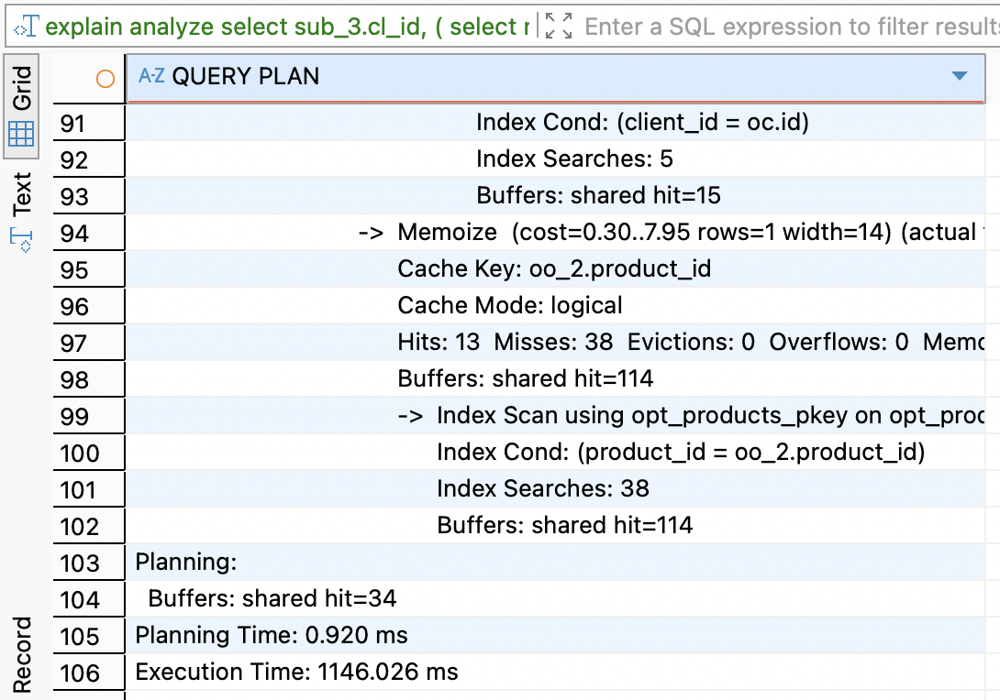 explain analyze select sub_3.cl_id, ( select
Enter a SQL expression to filter results
Grid
Text
Record
A-Z QUERY PLAN
91 Index Cond: (client_id = oc.id)
92 Index Searches: 5
93 Buffers: shared hit=15
94 -> Memoize (cost=0.30..7.95 rows=1 width=14) (actual
95 Cache Key: oo_2.product_id
96 Cache Mode: logical
97 Hits: 13 Misses: 38 Evictions: 0 Overflows: 0
98 Buffers: shared hit=114
99 -> Index Scan using opt_products_pkey on
100 Index Cond: (product_id = oo_2.product_id)
101 Index Searches: 38
102 Buffers: shared hit=114
103 Planning:
104 Buffers: shared hit=34
105 Planning Time: 0.920 ms
106 Execution Time: 1146.026 ms